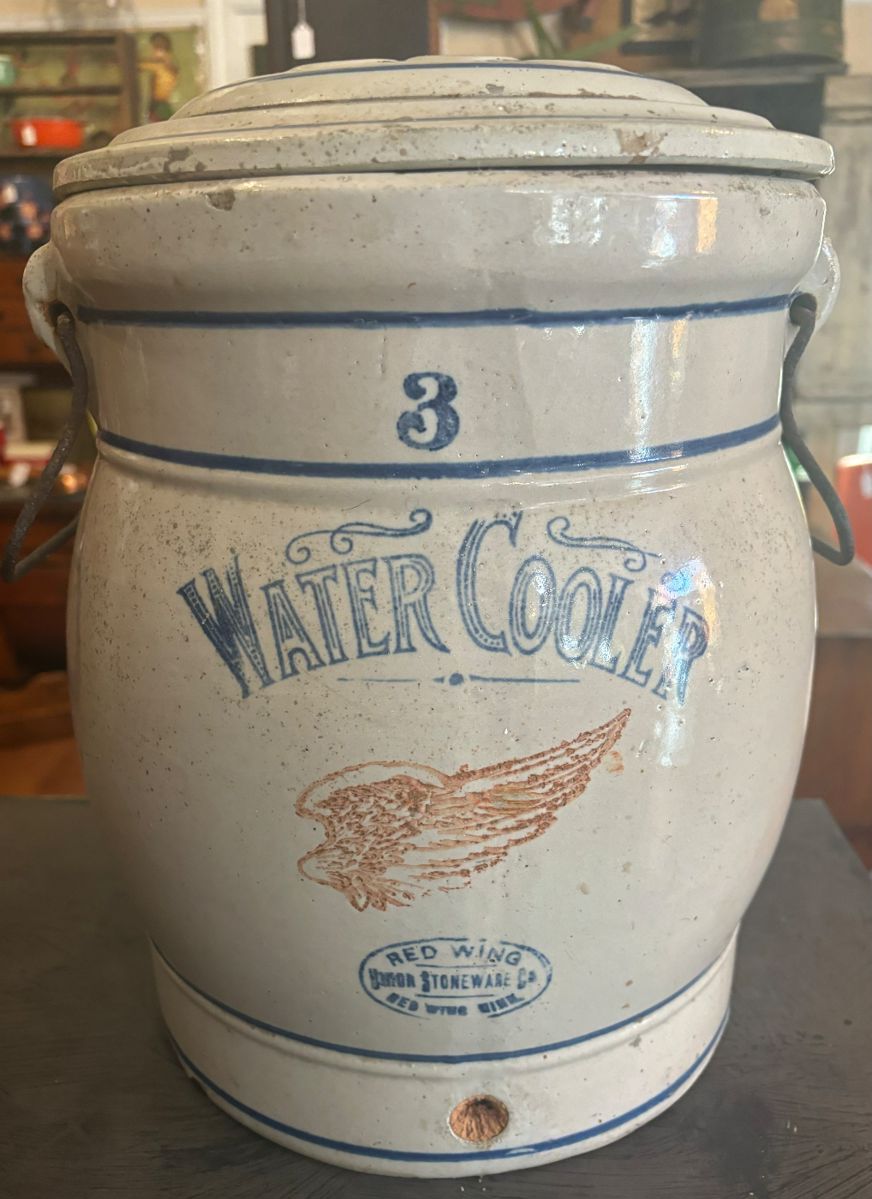 3
WATER COOLER
RED WING
UNION STONEWARE CO.
RED WING MINN.